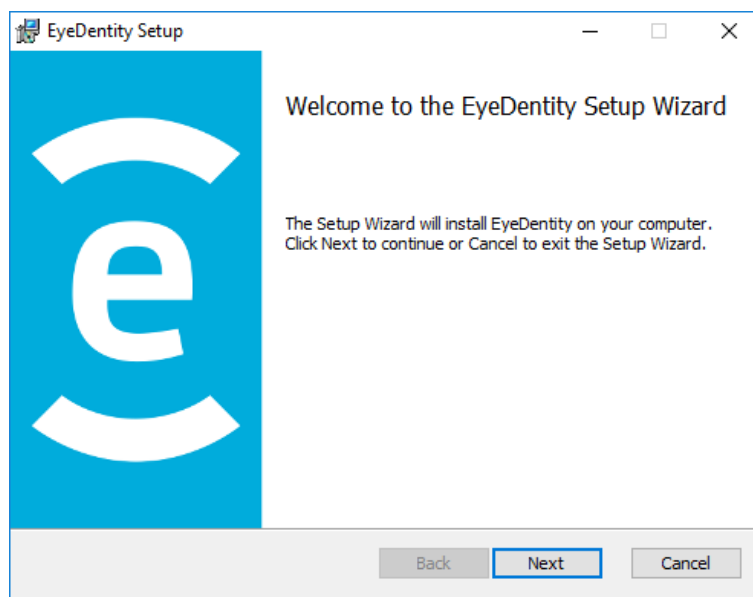 EyeDentity Setup
Welcome to the EyeDentity Setup Wizard
The Setup Wizard will install EyeDentity on your computer.
Click Next to continue or Cancel to exit the Setup Wizard.
e
Back Next Cancel